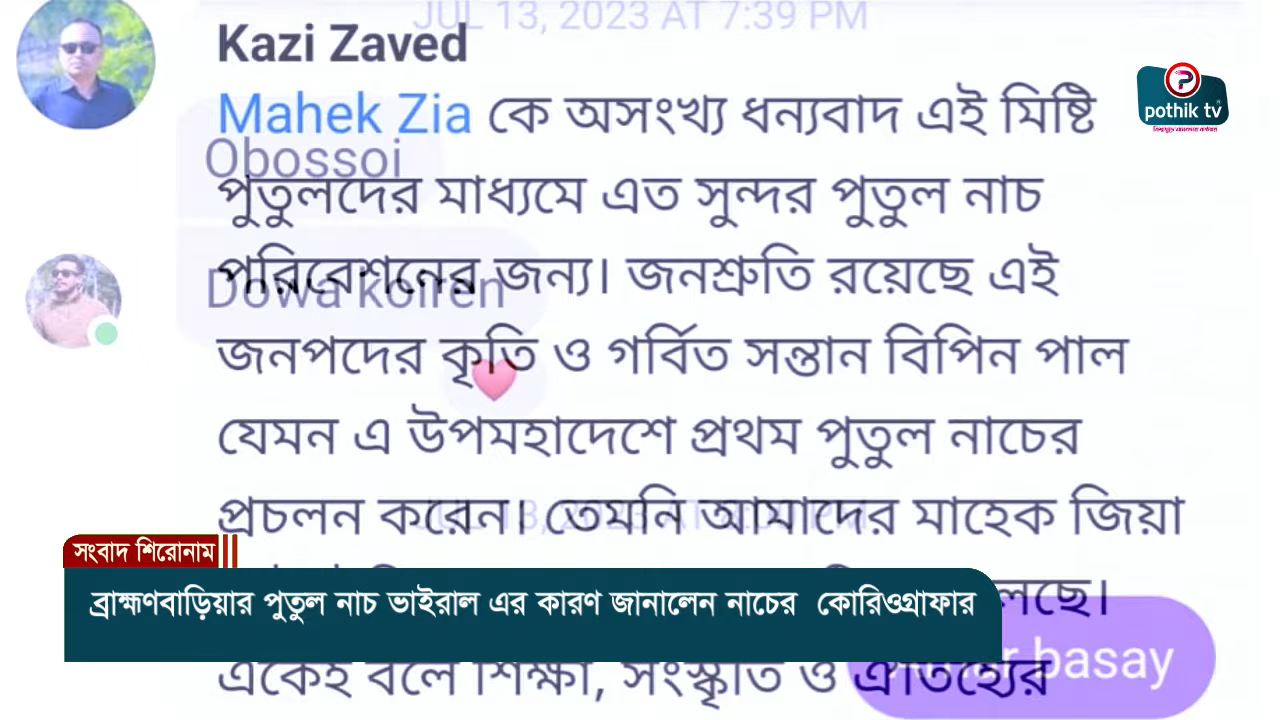 JUL 13, 2023 AT 7:39 PM
Kazi Zaved
pothik tv
Mahek Zia কে অসংখ্য ধন্যবাদ এই মিষ্টি
Obossoi
পুতুলদের মাধ্যমে এত সুন্দর পুতুল নাচ
পরিবেশনের জন্য। জনশ্রুতি রয়েছে এই
Dowa koiren
জনপদের কৃতি ও গর্বিত সন্তান বিপিন পাল
যেমন এ উপমহাদেশে প্রথম পুতুল নাচের
প্রচলন করেন। তেমনি আমাদের মাহেক জিয়া
সংবাদ শিরোনাম
ব্রাহ্মণবাড়িয়ার পুতুল নাচ ভাইরাল এর কারণ জানালেন নাচের কোরিওগ্রাফার
basay
একেই বলে শিক্ষা, সংস্কৃতি ও ঐতিহ্যের